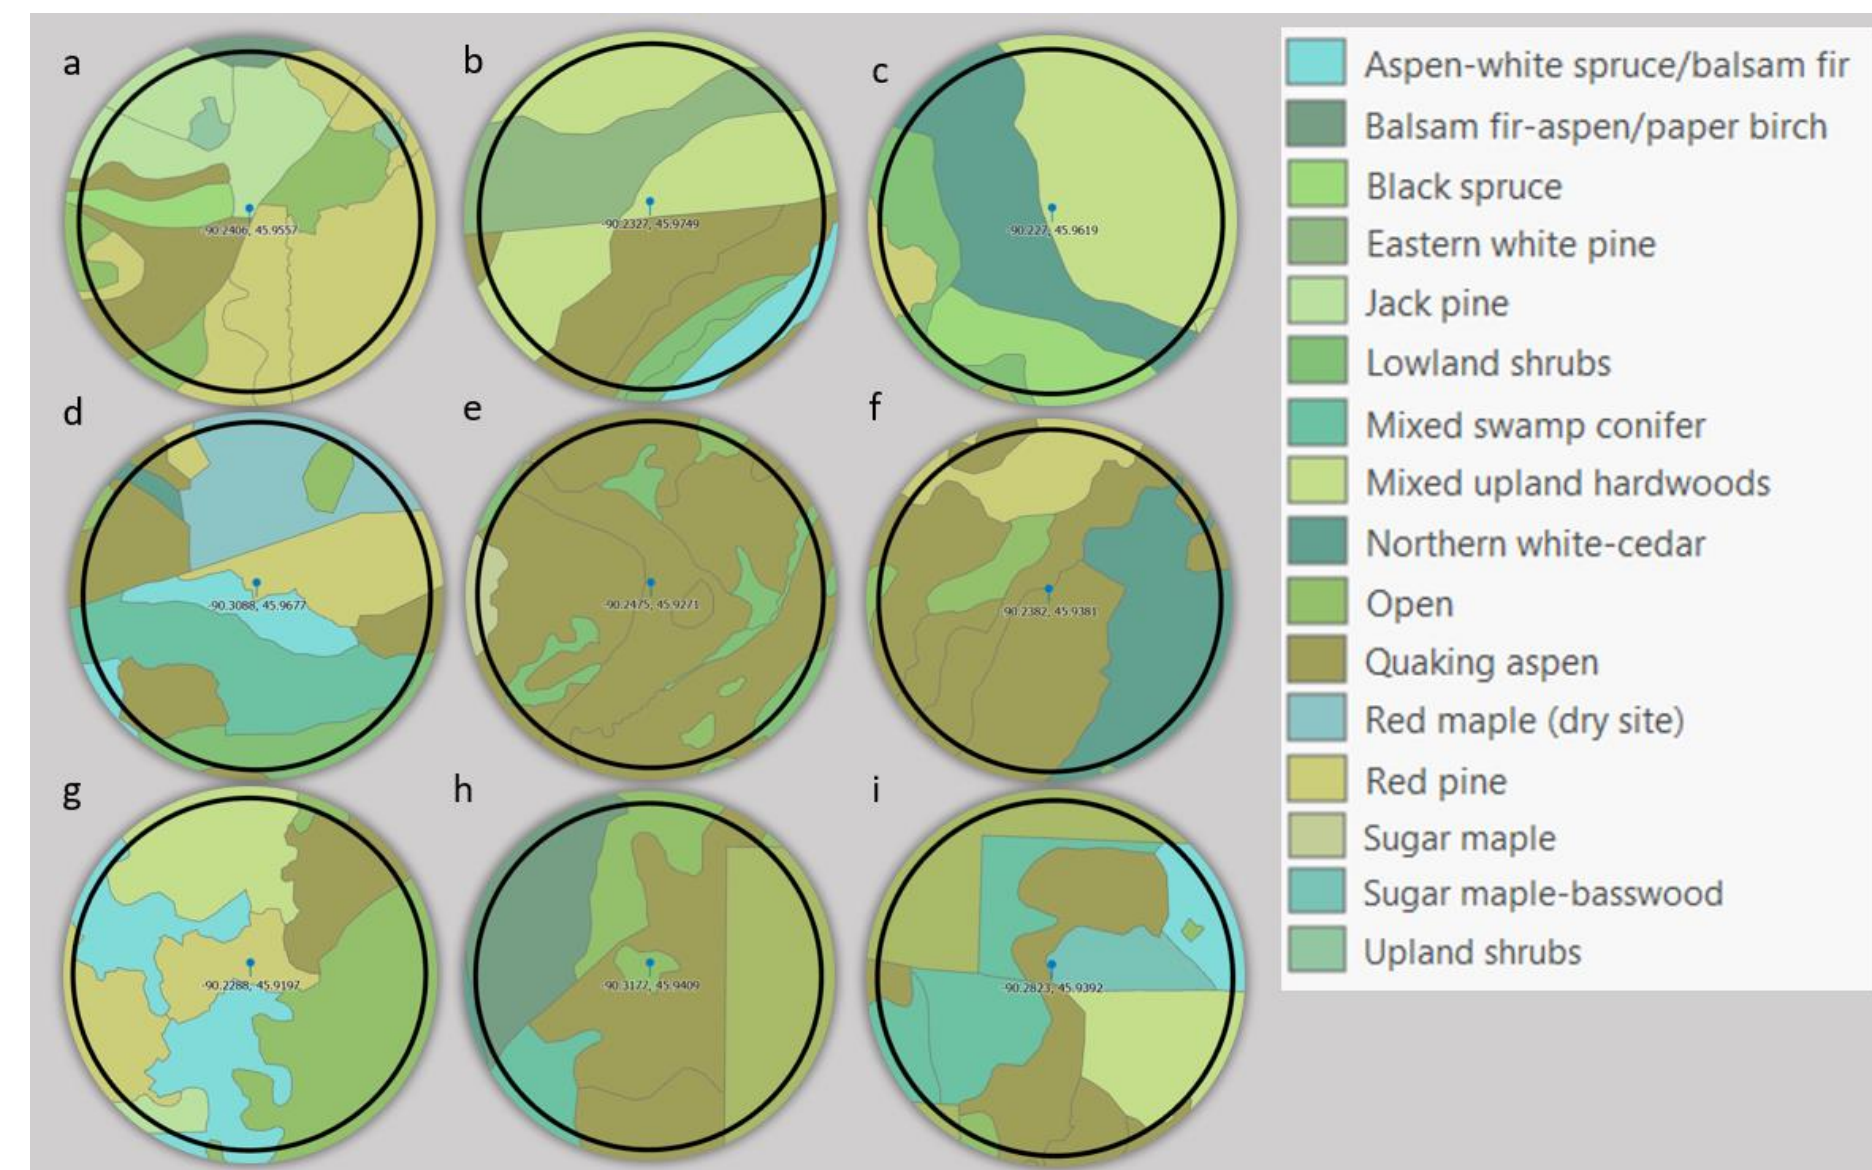 a
-90.2406, 45.9557
b
-90.2327, 45.9749
c
-90.227, 45.9619
d
-90.3088, 45.9677
e
-90.2475, 45.9271
f
-90.2382, 45.9381
g
-90.2288, 45.9197
h
-90.3177, 45.9409
i
-90.2823, 45.9392
Aspen-white spruce/balsam fir
Balsam fir-aspen/paper birch
Black spruce
Eastern white pine
Jack pine
Lowland shrubs
Mixed swamp conifer
Mixed upland hardwoods
Northern white-cedar
Open
Quaking aspen
Red maple (dry site)
Red pine
Sugar maple
Sugar maple-basswood
Upland shrubs